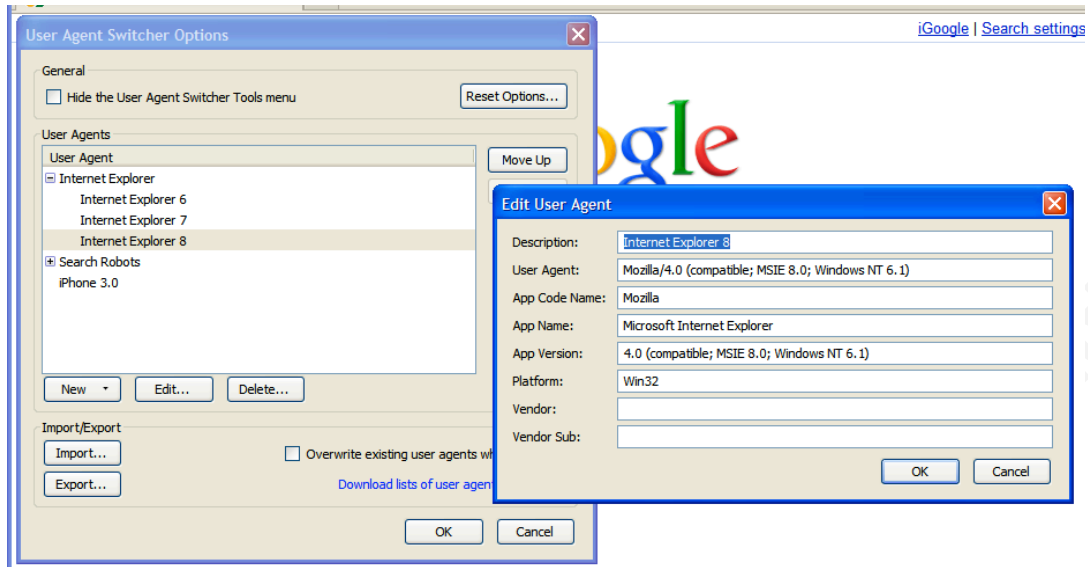 iGoogle | Search settings
User Agent Switcher Options
General
Hide the User Agent Switcher Tools menu
Reset Options...
User Agents
User Agent
Move Up
Internet Explorer
Internet Explorer 6
Internet Explorer 7
Internet Explorer 8
Search Robots
iPhone 3.0
New
Edit...
Delete...
Import/Export
Import...
Overwrite existing user agents
Export...
Download lists of user
OK
Cancel
Edit User Agent
Description:
Internet Explorer 8
User Agent:
Mozilla/4.0 (compatible; MSIE 8.0; Windows NT 6.1)
App Code Name:
Mozilla
App Name:
Microsoft Internet Explorer
App Version:
4.0 (compatible; MSIE 8.0; Windows NT 6.1)
Platform:
Win32
Vendor:
Vendor Sub:
OK
Cancel